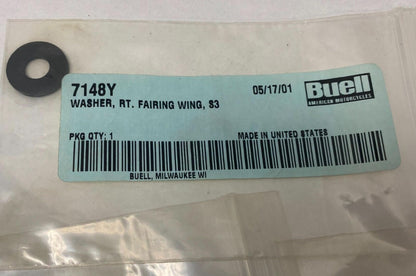 7148Y 05/17/01 Buell
WASHER, RT. FAIRING WING, S3 AMERICAN MOTORCYCLES
PKG QTY: 1 MADE IN UNITED STATES
BUELL, MILWAUKEE WI